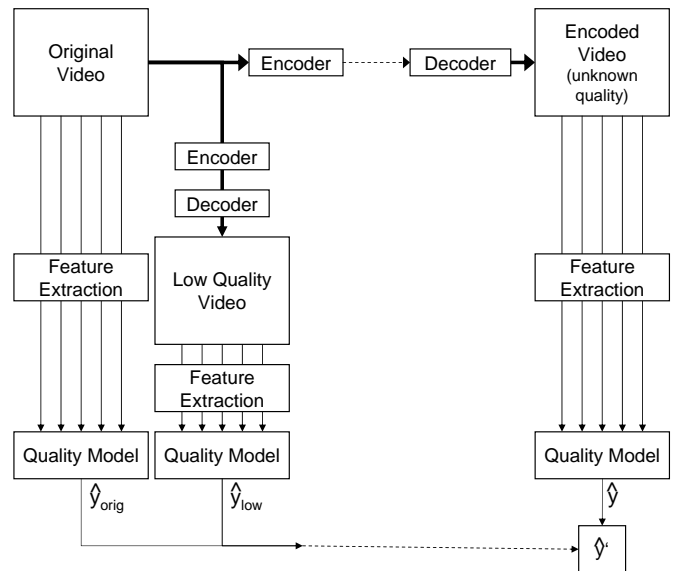 Original
Video
Encoder
Decoder
Encoded
Video
(unknown
quality)
Encoder
Decoder
Feature
Extraction
Low Quality
Video
Feature
Extraction
Feature
Extraction
Quality Model
Quality Model
Quality Model
ŷorig
ŷlow
ŷ
ŷ‘